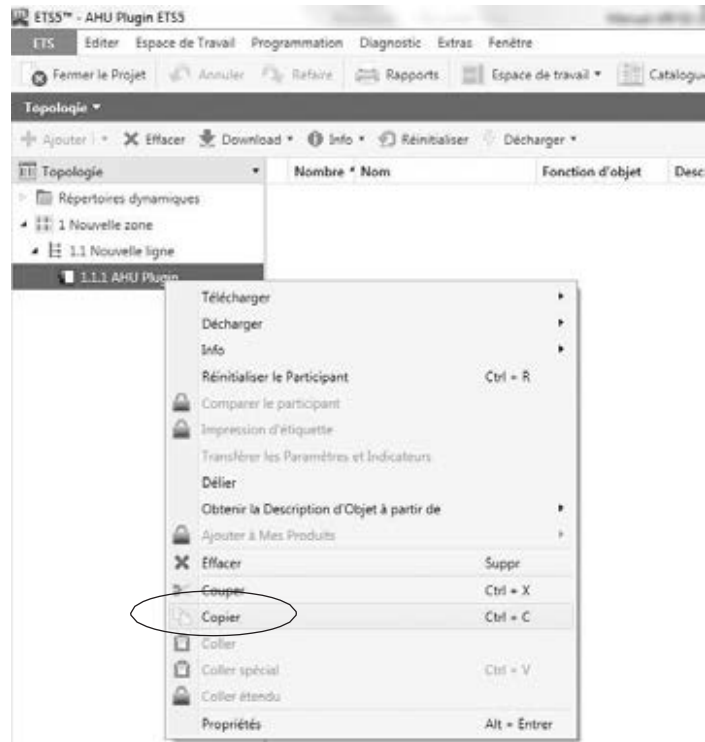 ETS5™ - AHU Plugin ETS5
ETS Editer Espace de Travail Programmation Diagnostic Extras Fenêtre
Fermer le Projet Annuler Refaire Rapports Espace de travail Catalogu
Topologie
Ajouter Effacer Download Info Réinitialiser Décharger
Topologie Nombre * Nom Fonction d'objet Desc
Répertoires dynamiques
1 Nouvelle zone
1.1 Nouvelle ligne
1.1.1 AHU Plugin
Télécharger
Décharger
Info
Réinitialiser le Participant Ctrl + R
Comparer le participant
Impression d'étiquette
Transférer les Paramètres et Indicateurs
Délier
Obtenir la Description d'Objet à partir de
Ajouter à Mes Produits
Effacer Suppr
Couper Ctrl + X
Copier Ctrl + C
Coller
Coller spécial Ctrl + V
Coller étendu
Propriétés Alt + Entrer